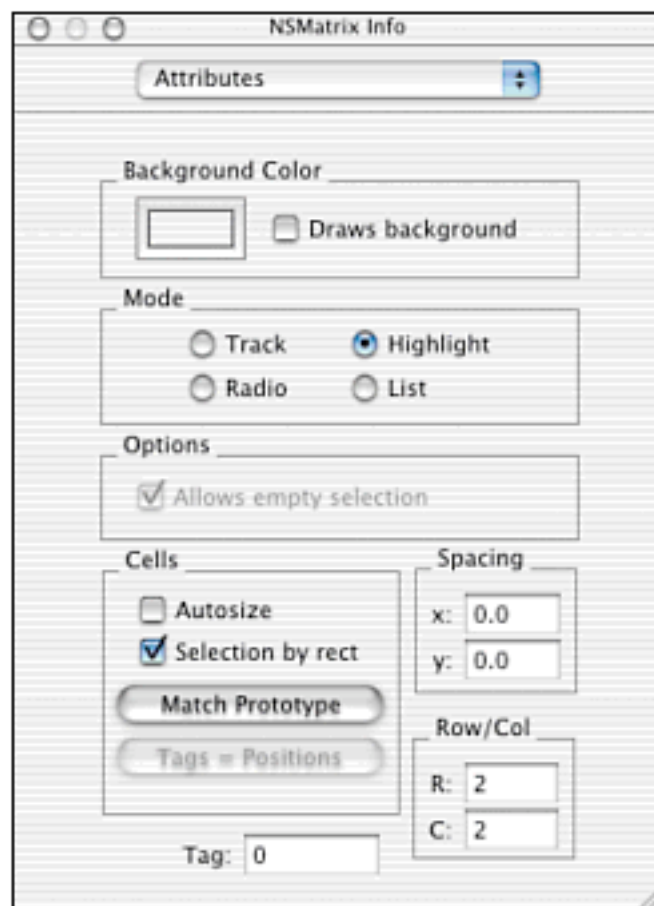 NSMatrix Info
Attributes
Background Color
Draws background
Mode
Track
Highlight
Radio
List
Options
Allows empty selection
Cells
Autosize
Selection by rect
Match Prototype
Tags = Positions
Spacing
x: 0.0
y: 0.0
Row/Col
R: 2
C: 2
Tag: 0